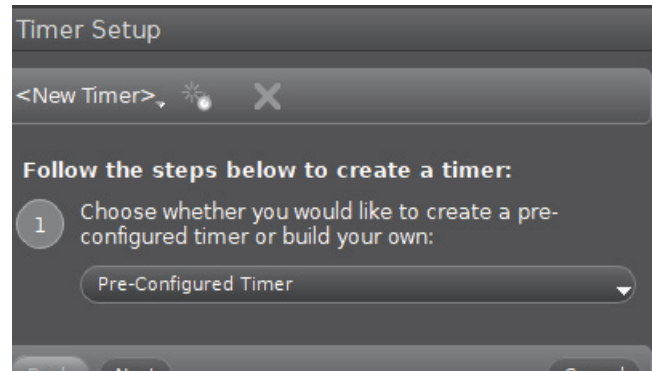 Timer Setup
<New Timer>
Follow the steps below to create a timer:
1
Choose whether you would like to create a pre-
configured timer or build your own:
Pre-Configured Timer